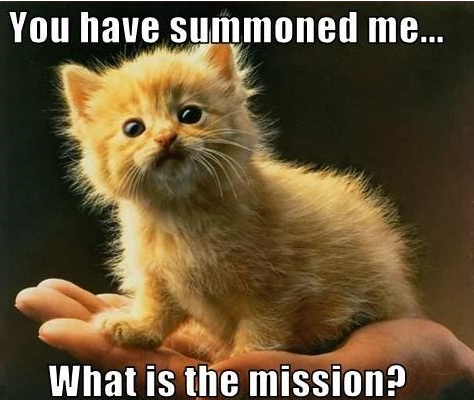 You have summoned me...
What is the mission?